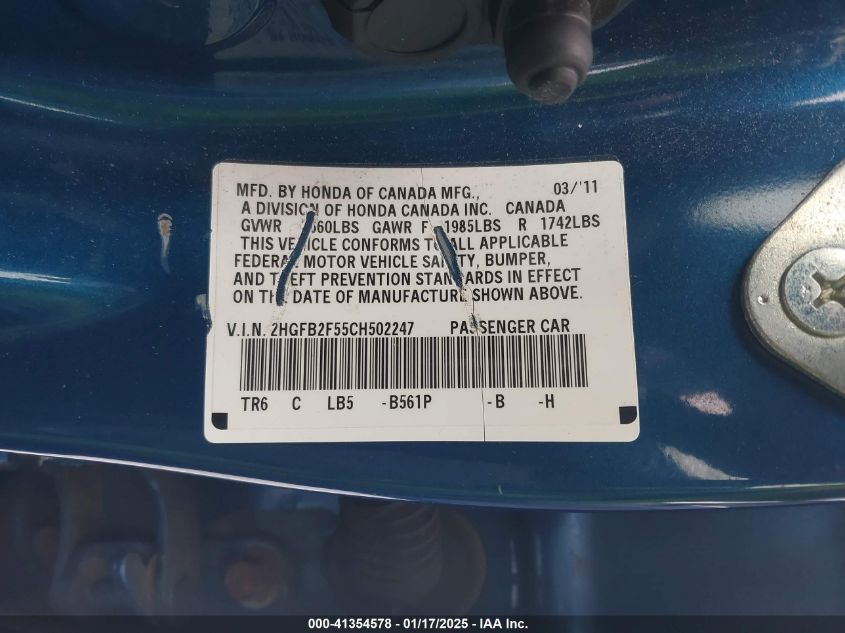 MFD. BY HONDA OF CANADA MFG., 03/'11
A DIVISION OF HONDA CANADA INC. CANADA
GVWR 560LBS GAWR F 1985LBS R 1742LBS
THIS VEHICLE CONFORMS TO ALL APPLICABLE
FEDERAL MOTOR VEHICLE SAFETY, BUMPER,
AND THEFT PREVENTION STANDARDS IN EFFECT
ON THE DATE OF MANUFACTURE SHOWN ABOVE.
V.I.N. 2HGFB2F55CH502247 PASSENGER CAR
TR6 C LB5 -B561P -B -H
000-41354578 - 01/17/2025 - IAA Inc.